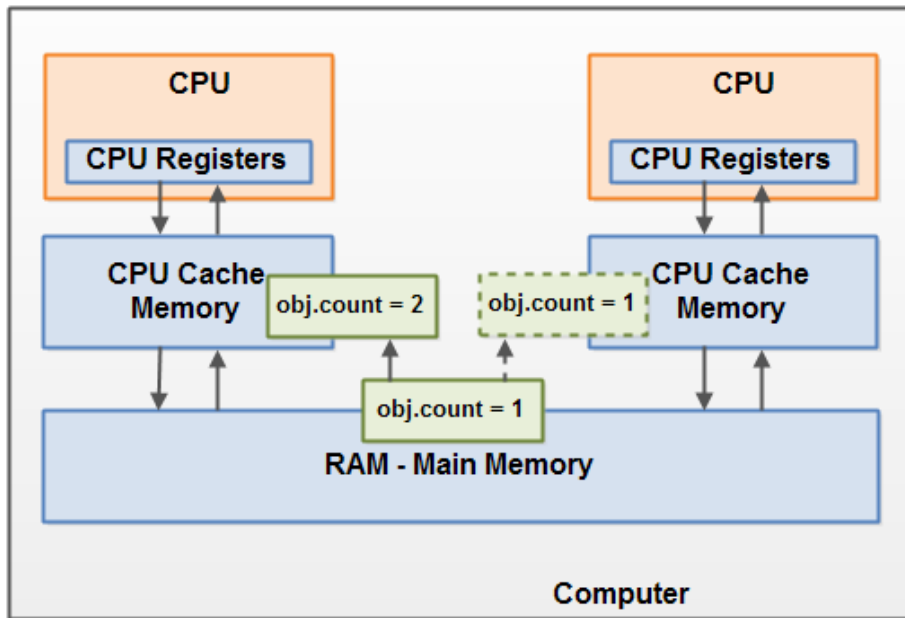 CPU
CPU Registers
CPU Cache
Memory
obj.count = 2
CPU
CPU Registers
CPU Cache
Memory
obj.count = 1
obj.count = 1
RAM - Main Memory
Computer